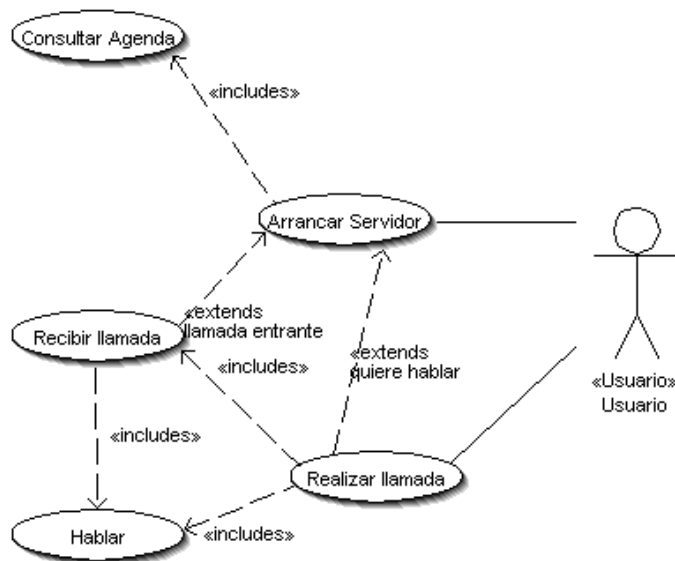 Consultar Agenda
«includes»
Arrancar Servidor
«extends
llamada entrante
Recibir llamada
«includes»
«extends
quiere hablar
«Usuario»
Usuario
«includes»
Realizar llamada
«includes»
Hablar